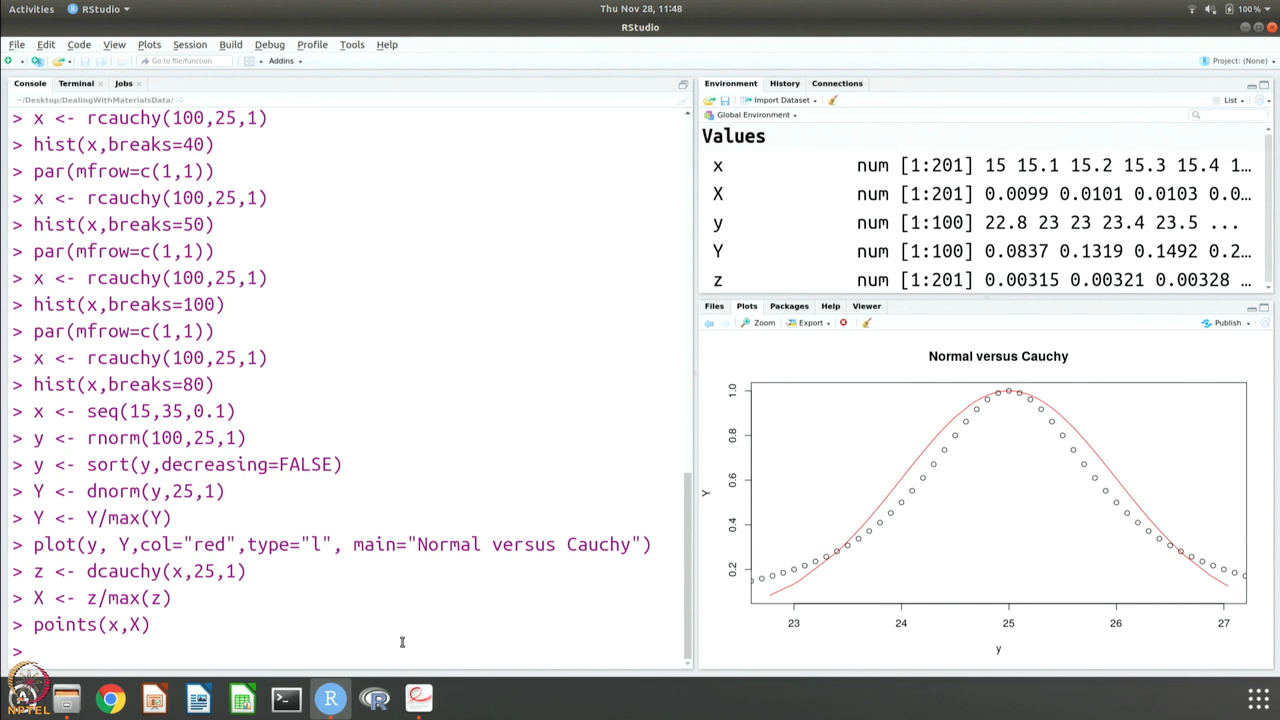 Activities RStudio Thu Nov 28, 11:48 100%
RStudio
File Edit Code View Plots Session Build Debug Profile Tools Help
Go to file/function Addins Project: (None)
Console Terminal Jobs
~/Desktop/DealingWithMaterialsData/
> x <- rcauchy(100,25,1)
> hist(x,breaks=40)
> par(mfrow=c(1,1))
> x <- rcauchy(100,25,1)
> hist(x,breaks=50)
> par(mfrow=c(1,1))
> x <- rcauchy(100,25,1)
> hist(x,breaks=100)
> par(mfrow=c(1,1))
> x <- rcauchy(100,25,1)
> hist(x,breaks=80)
> x <- seq(15,35,0.1)
> y <- rnorm(100,25,1)
> y <- sort(y,decreasing=FALSE)
> Y <- dnorm(y,25,1)
> Y <- Y/max(Y)
> plot(y, Y,col="red",type="l", main="Normal versus Cauchy")
> z <- dcauchy(x,25,1)
> X <- z/max(z)
> points(x,X)
>
Environment History Connections
Import Dataset List
Global Environment
Values
x num [1:201] 15 15.1 15.2 15.3 15.4 1...
X num [1:201] 0.0099 0.0101 0.0103 0.0...
y num [1:100] 22.8 23 23 23.4 23.5 ...
Y num [1:100] 0.0837 0.1319 0.1492 0.2...
z num [1:201] 0.00315 0.00321 0.00328 ...
Files Plots Packages Help Viewer
Zoom Export Publish
Normal versus Cauchy
1.0
0.8
0.6
Y
0.4
0.2
23 24 25 26 27
y
NPTEL